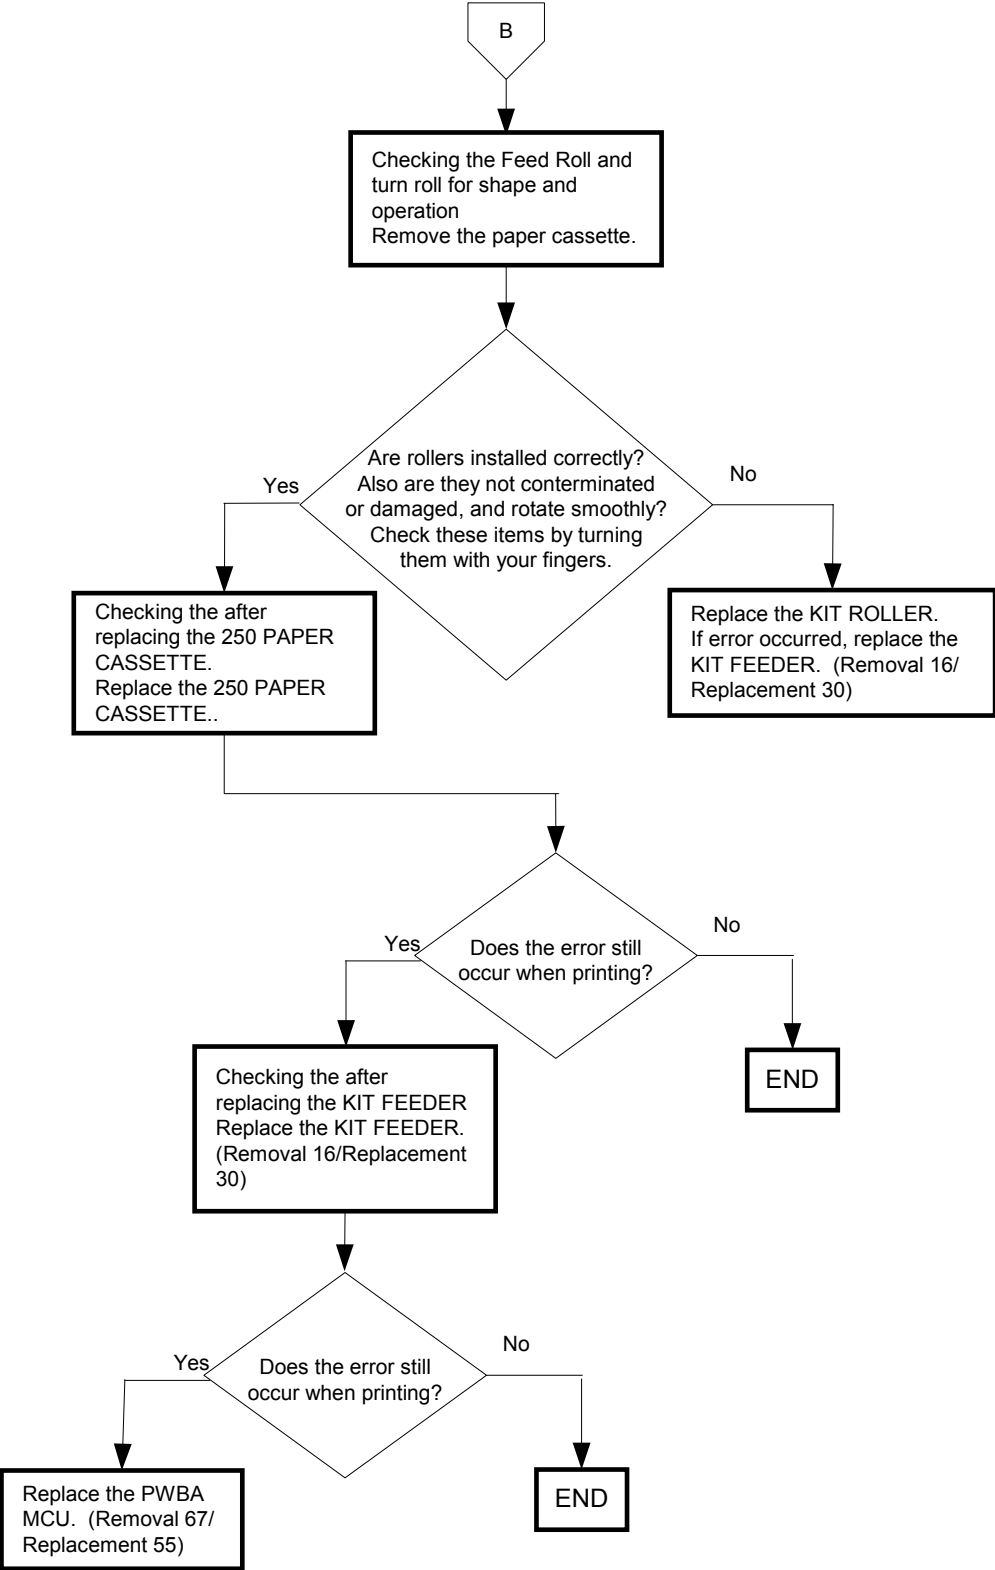 B
Checking the Feed Roll and
turn roll for shape and
operation
Remove the paper cassette.
Are rollers installed correctly?
Also are they not conterminated
or damaged, and rotate smoothly?
Check these items by turning
them with your fingers.
Yes
No
Checking the after
replacing the 250 PAPER
CASSETTE.
Replace the 250 PAPER
CASSETTE..
Replace the KIT ROLLER.
If error occurred, replace the
KIT FEEDER.  (Removal 16/
Replacement 30)
Does the error still
occur when printing?
Yes
No
Checking the after
replacing the KIT FEEDER
Replace the KIT FEEDER.
(Removal 16/Replacement
30)
END
Does the error still
occur when printing?
Yes
No
Replace the PWBA
MCU.  (Removal 67/
Replacement 55)
END